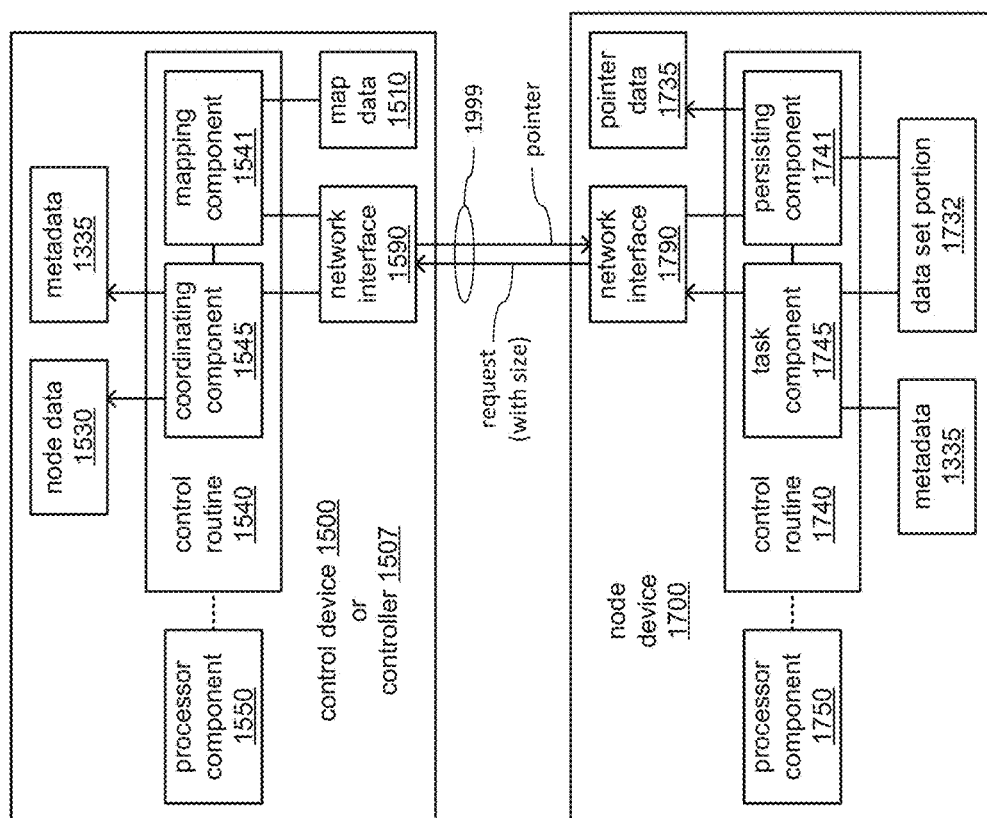 processor
component
1550
control
routine
1540
node data
1530
coordinating
component
1545
metadata
1335
mapping
component
1541
control device 1500
or
controller 1507
network
interface
1590
map
data
1510
request
(with size)
1999
pointer
processor
component
1750
node
device
1700
control
routine
1740
network
interface
1790
task
component
1745
metadata
1335
pointer
data
1735
persisting
component
1741
data set portion
1732